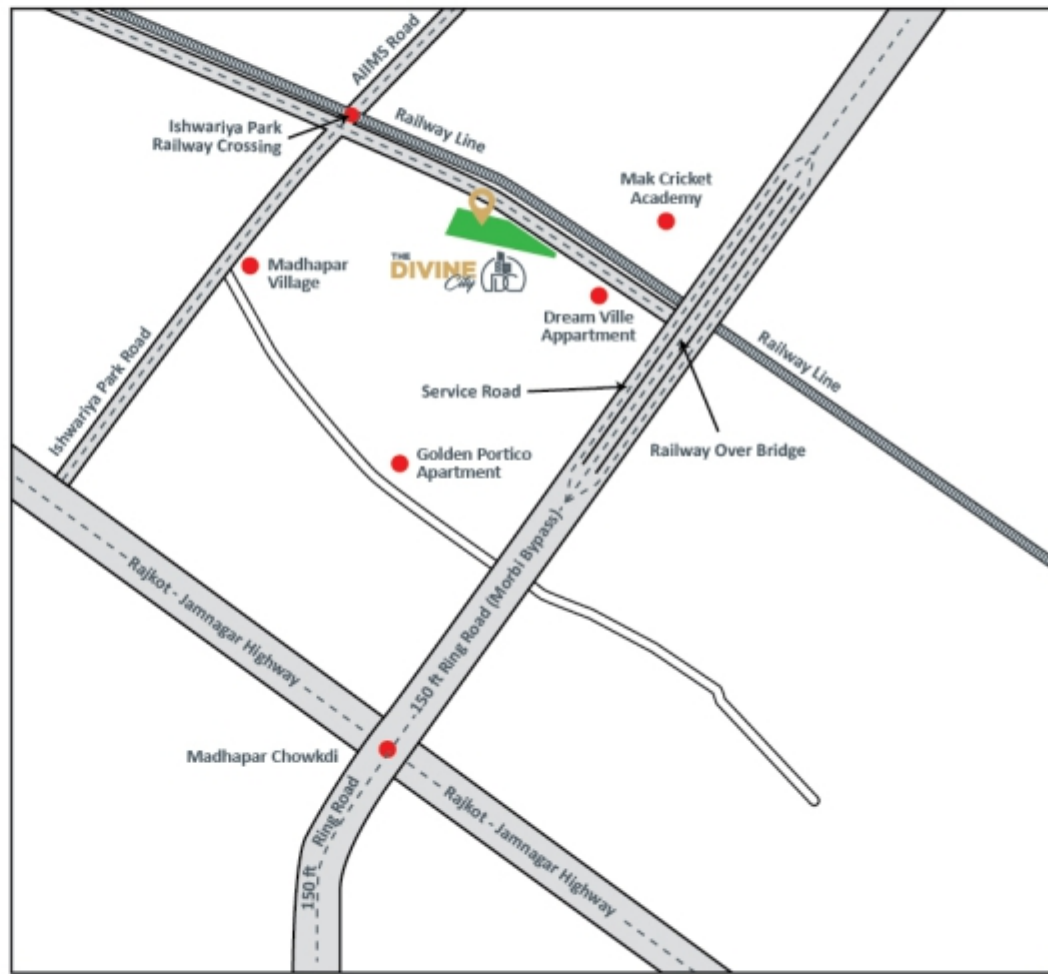 AIIMS Road
Ishwariya Park
Railway Crossing
Railway Line
Mak Cricket
Academy
Madhapar
Village
THE
DIVINE
City
Dream Ville
Appartment
Railway Line
Ishwariya Park Road
Service Road
Golden Portico
Apartment
Railway Over Bridge
Rajkot - Jamnagar Highway
150 ft Ring Road (Morbi Bypass)
Madhapar Chowkdi
150 ft Ring Road
Rajkot - Jamnagar Highway